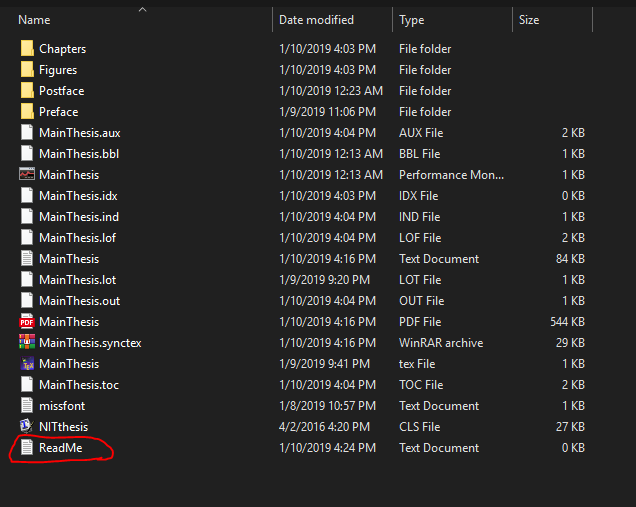 Name Date modified Type Size
Chapters 1/10/2019 4:03 PM File folder
Figures 1/10/2019 4:03 PM File folder
Postface 1/10/2019 12:23 AM File folder
Preface 1/9/2019 11:06 PM File folder
MainThesis.aux 1/10/2019 4:04 PM AUX File 2 KB
MainThesis.bbl 1/10/2019 12:13 AM BBL File 1 KB
MainThesis 1/10/2019 12:13 AM Performance Mon... 1 KB
MainThesis.idx 1/10/2019 4:03 PM IDX File 0 KB
MainThesis.ind 1/10/2019 4:04 PM IND File 1 KB
MainThesis.lof 1/10/2019 4:04 PM LOF File 2 KB
MainThesis 1/10/2019 4:16 PM Text Document 84 KB
MainThesis.lot 1/9/2019 9:20 PM LOT File 1 KB
MainThesis.out 1/10/2019 4:04 PM OUT File 1 KB
PDF MainThesis 1/10/2019 4:16 PM PDF File 544 KB
MainThesis.synctex 1/10/2019 4:16 PM WinRAR archive 29 KB
TEX MainThesis 1/9/2019 9:41 PM tex File 1 KB
MainThesis.toc 1/10/2019 4:04 PM TOC File 2 KB
missfont 1/8/2019 10:57 PM Text Document 1 KB
NITthesis 4/2/2016 4:20 PM CLS File 27 KB
ReadMe 1/10/2019 4:24 PM Text Document 0 KB